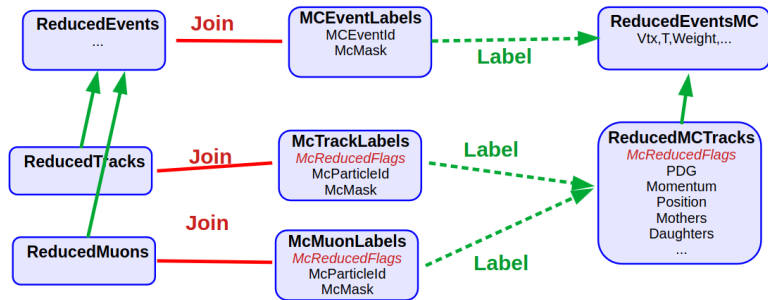 ReducedEvents
...
Join
MCEventLabels
MCEventId
McMask
Label
ReducedEventsMC
Vtx,T,Weight,...
ReducedTracks
Join
McTrackLabels
McReducedFlags
McParticleId
McMask
Label
ReducedMCTracks
McReducedFlags
PDG
Momentum
Position
Mothers
Daughters
...
ReducedMuons
Join
McMuonLabels
McReducedFlags
McParticleId
McMask
Label